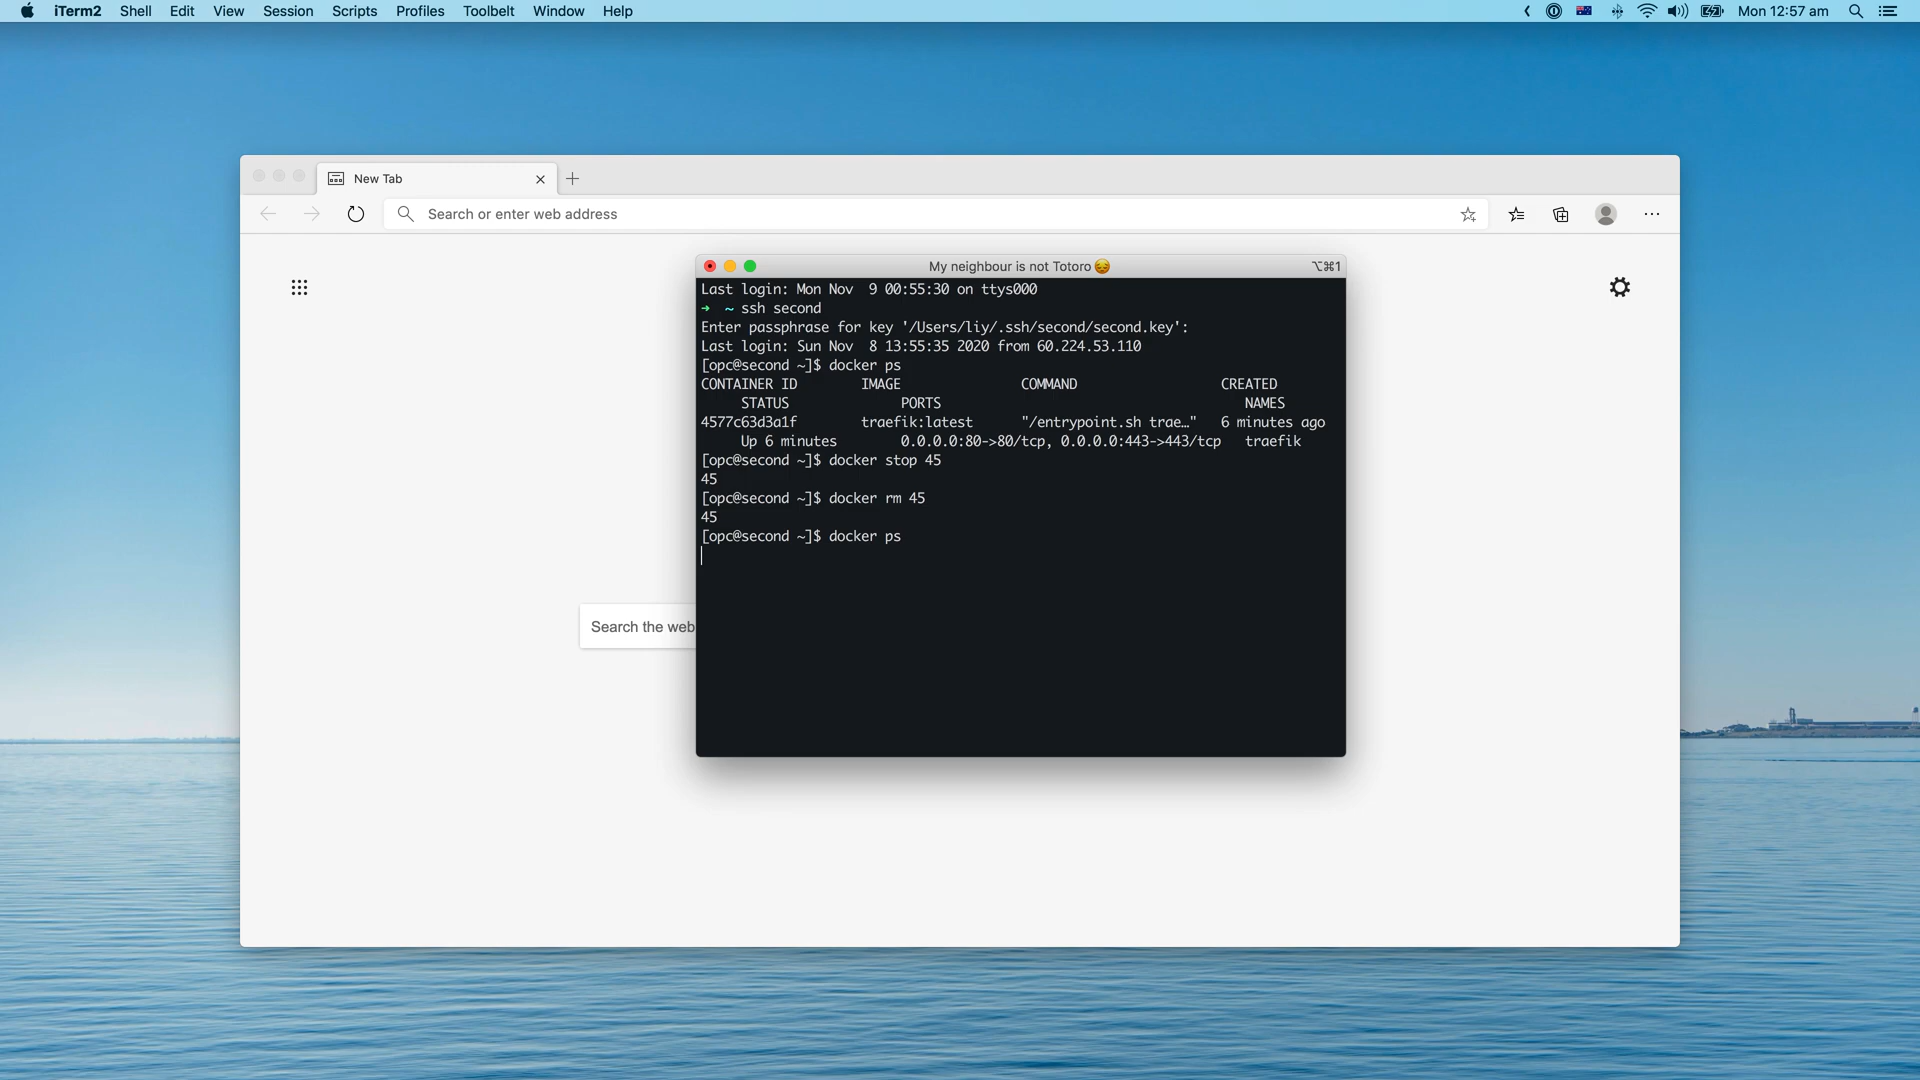 iTerm2 Shell Edit View Session Scripts Profiles Toolbelt Window Help Mon 12:57 am
New Tab
Search or enter web address
My neighbour is not Totoro😔 ⌥⌘1
Last login: Mon Nov  9 00:55:30 on ttys000
➜  ~ ssh second
Enter passphrase for key '/Users/liy/.ssh/second/second.key':
Last login: Sun Nov  8 13:55:35 2020 from 60.224.53.110
[opc@second ~]$ docker ps
CONTAINER ID        IMAGE               COMMAND                  CREATED
STATUS              PORTS                                      NAMES
4577c63d3a1f        traefik:latest      "/entrypoint.sh trae…"   6 minutes ago
Up 6 minutes        0.0.0.0:80->80/tcp, 0.0.0.0:443->443/tcp   traefik
[opc@second ~]$ docker stop 45
45
[opc@second ~]$ docker rm 45
45
[opc@second ~]$ docker ps
Search the web